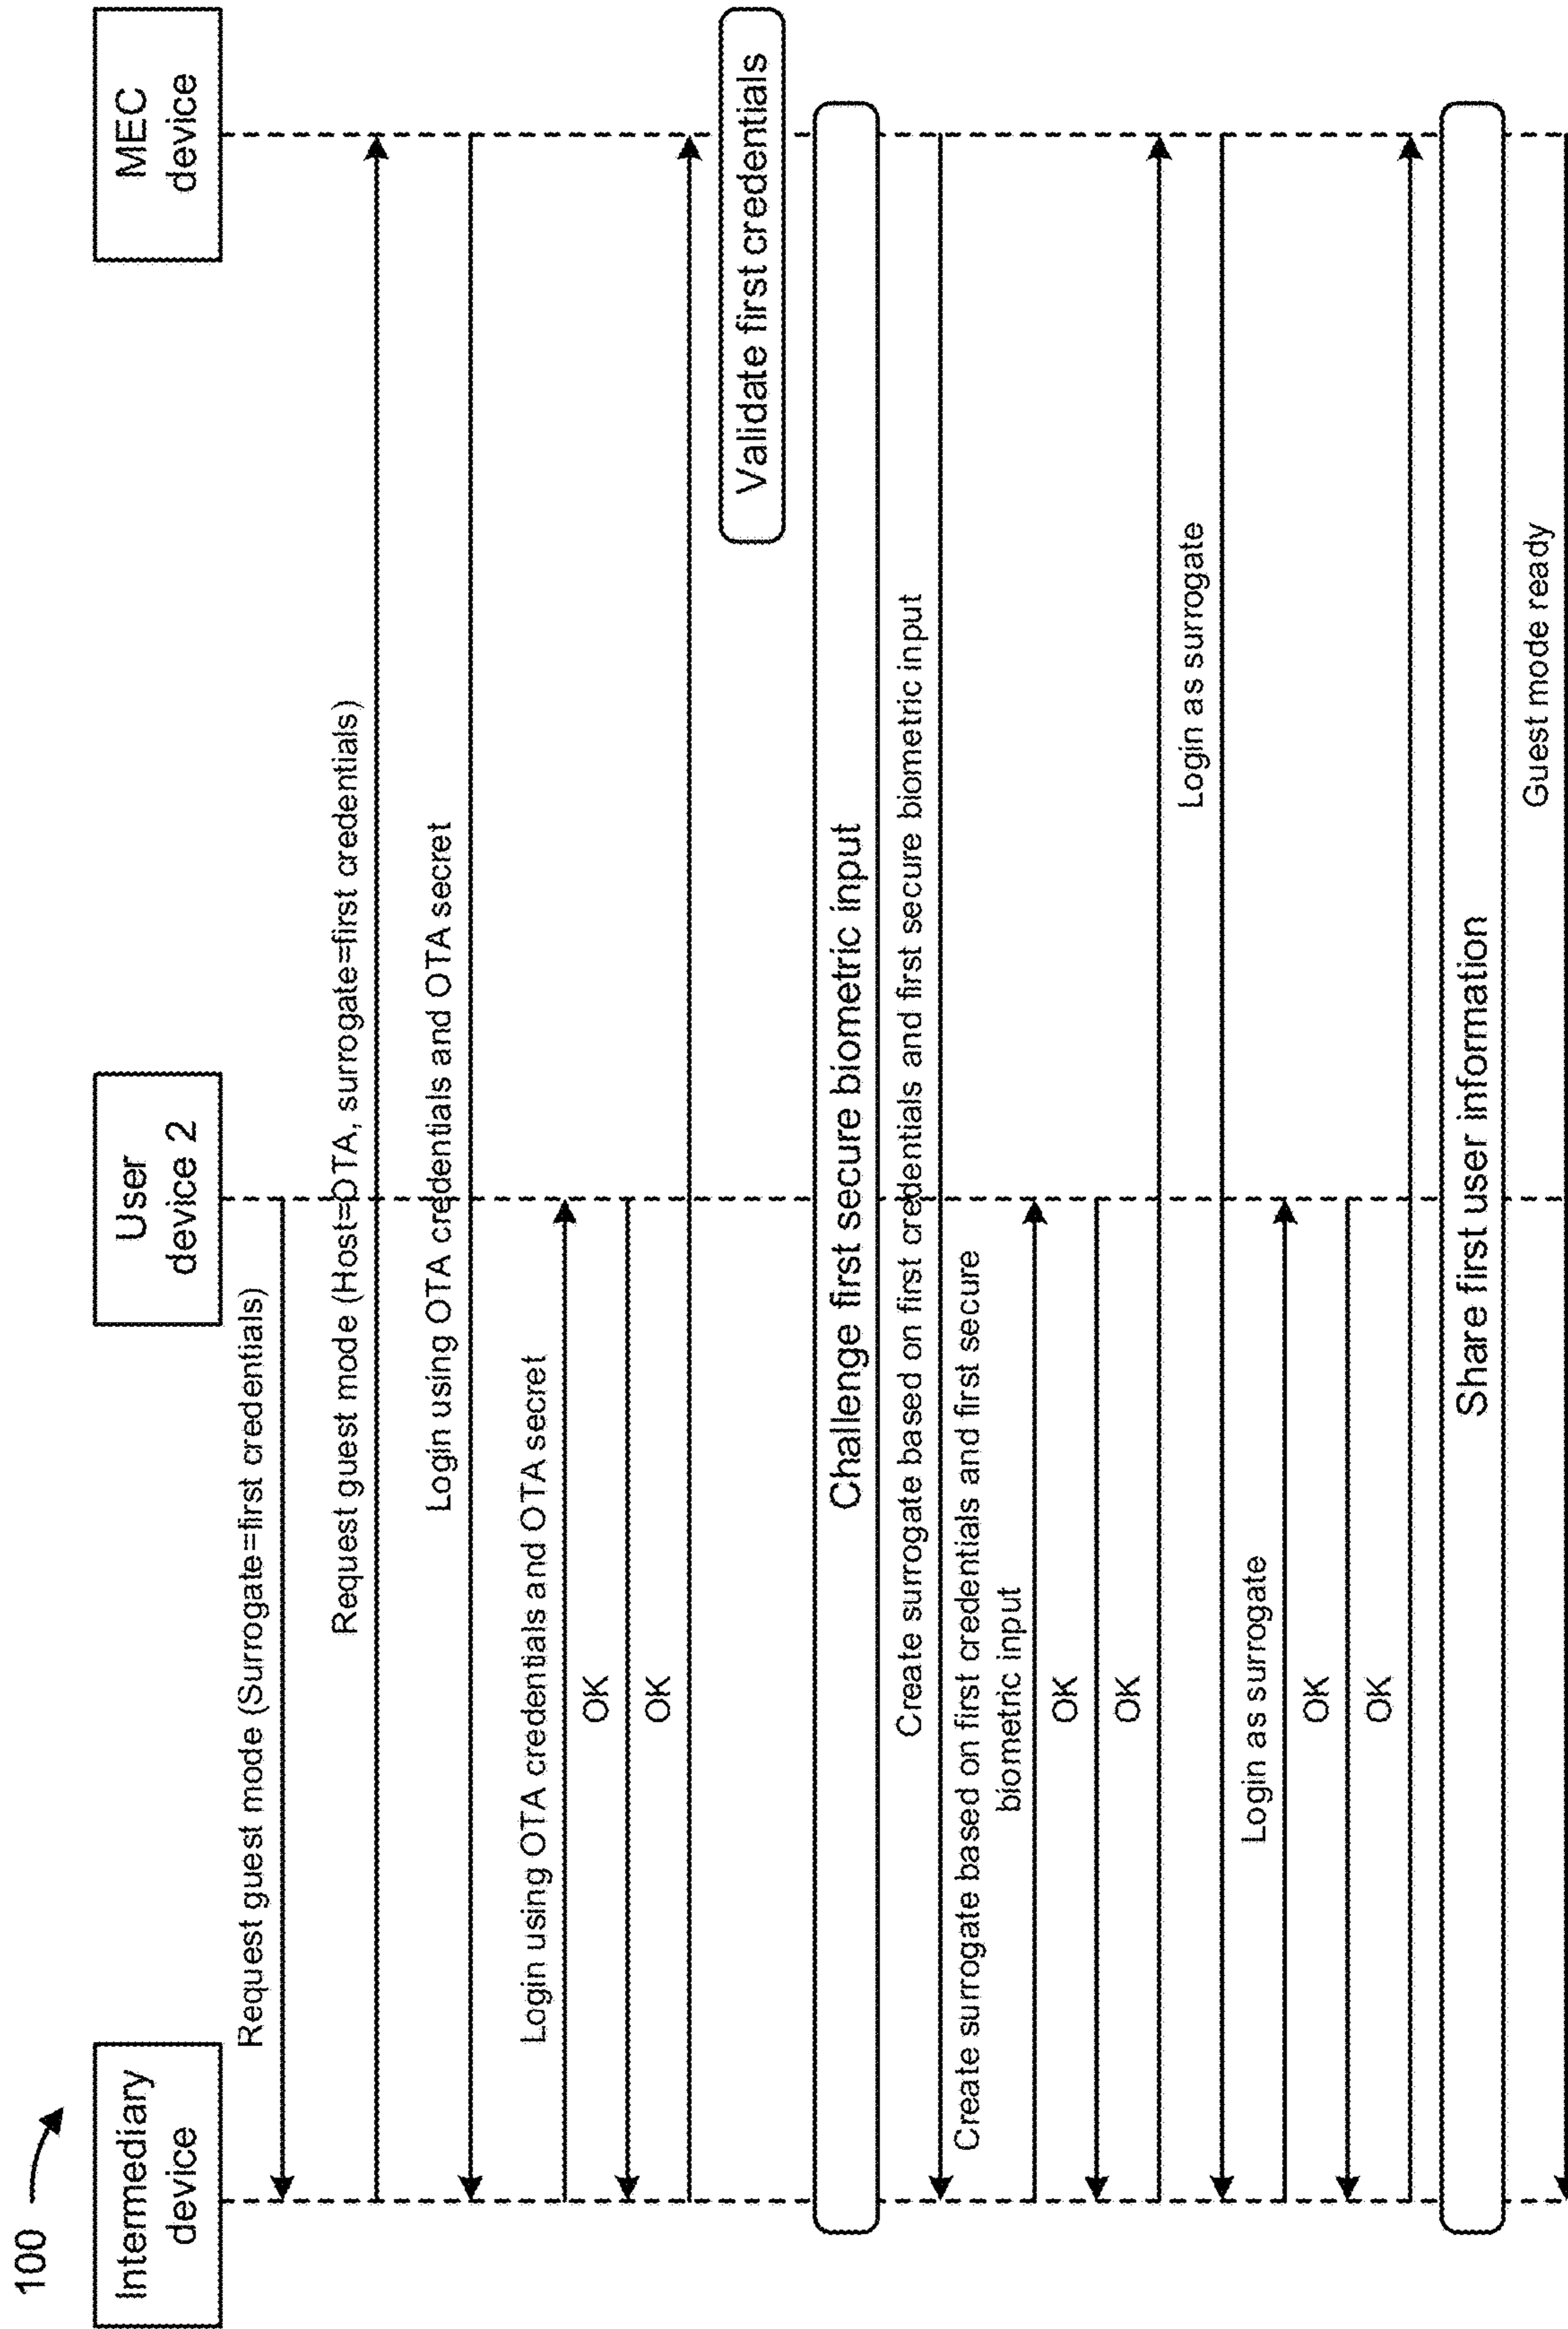 100
Intermediary
device
User
device 2
MEC
device
Request guest mode (Surrogate=first credentials)
Request guest mode (Host=OTA, surrogate=first credentials)
Login using OTA credentials and OTA secret
Login using OTA credentials and OTA secret
OK
OK
Validate first credentials
Challenge first secure biometric input
Create surrogate based on first credentials and first secure biometric input
Create surrogate based on first credentials and first secure
biometric input
OK
OK
Login as surrogate
Login as surrogate
OK
OK
Share first user information
Guest mode ready